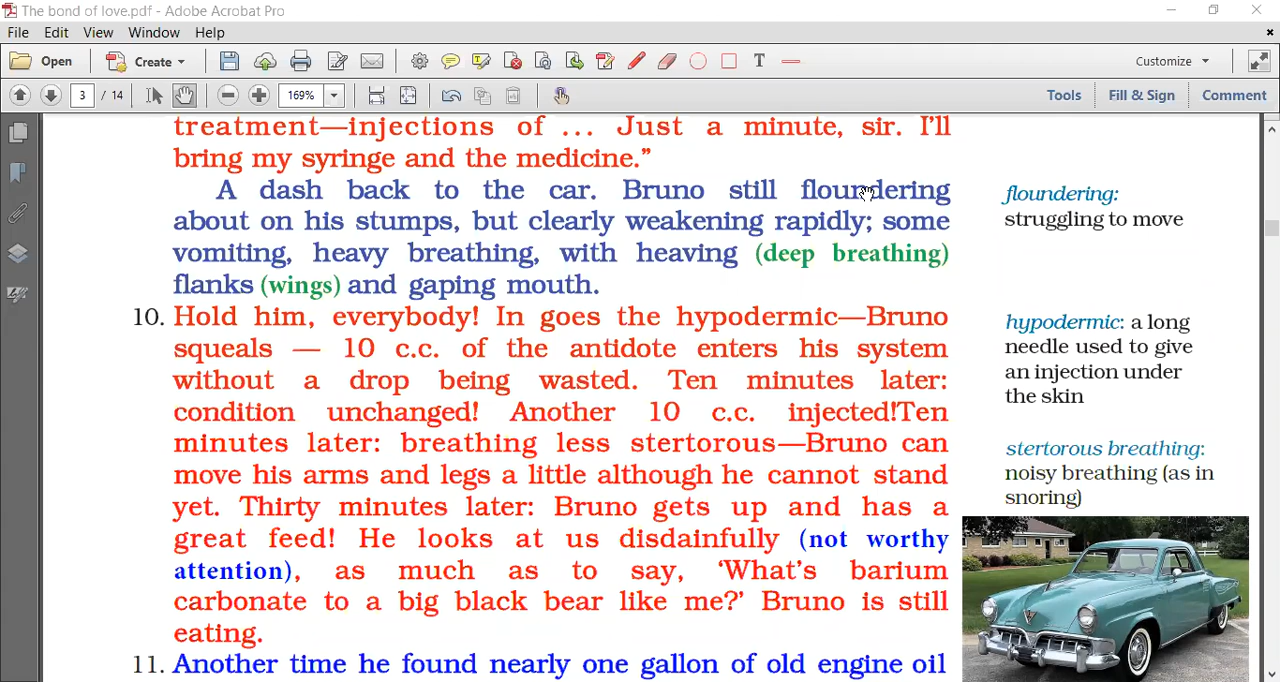 The bond of love.pdf - Adobe Acrobat Pro
File Edit View Window Help
Open Create Customize
3 / 14 169% Tools Fill & Sign Comment
treatment—injections of ... Just a minute, sir. I'll
bring my syringe and the medicine.”
A dash back to the car. Bruno still floundering
about on his stumps, but clearly weakening rapidly; some
vomiting, heavy breathing, with heaving (deep breathing)
flanks (wings) and gaping mouth.
floundering:
struggling to move
10. Hold him, everybody! In goes the hypodermic—Bruno
squeals — 10 c.c. of the antidote enters his system
without a drop being wasted. Ten minutes later:
condition unchanged! Another 10 c.c. injected!Ten
minutes later: breathing less stertorous—Bruno can
move his arms and legs a little although he cannot stand
yet. Thirty minutes later: Bruno gets up and has a
great feed! He looks at us disdainfully (not worthy
attention), as much as to say, ‘What's barium
carbonate to a big black bear like me?’ Bruno is still
eating.
hypodermic: a long
needle used to give
an injection under
the skin
stertorous breathing:
noisy breathing (as in
snoring)
11. Another time he found nearly one gallon of old engine oil